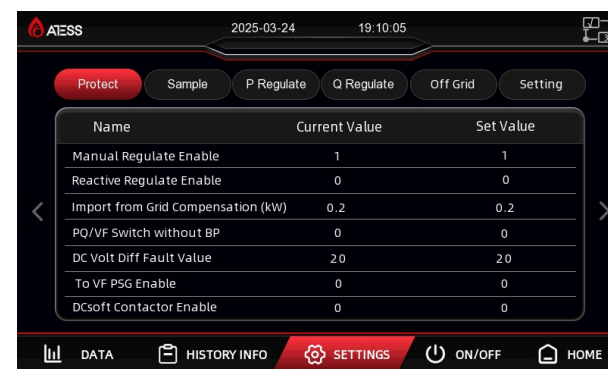 ATESS 2025-03-24 19:10:05
Protect Sample P Regulate Q Regulate Off Grid Setting
Name Current Value Set Value
Manual Regulate Enable 1 1
Reactive Regulate Enable 0 0
Import from Grid Compensation (kW) 0.2 0.2
PQ/VF Switch without BP 0 0
DC Volt Diff Fault Value 20 20
To VF PSG Enable 0 0
DCsoft Contactor Enable 0 0
DATA HISTORY INFO SETTINGS ON/OFF HOME